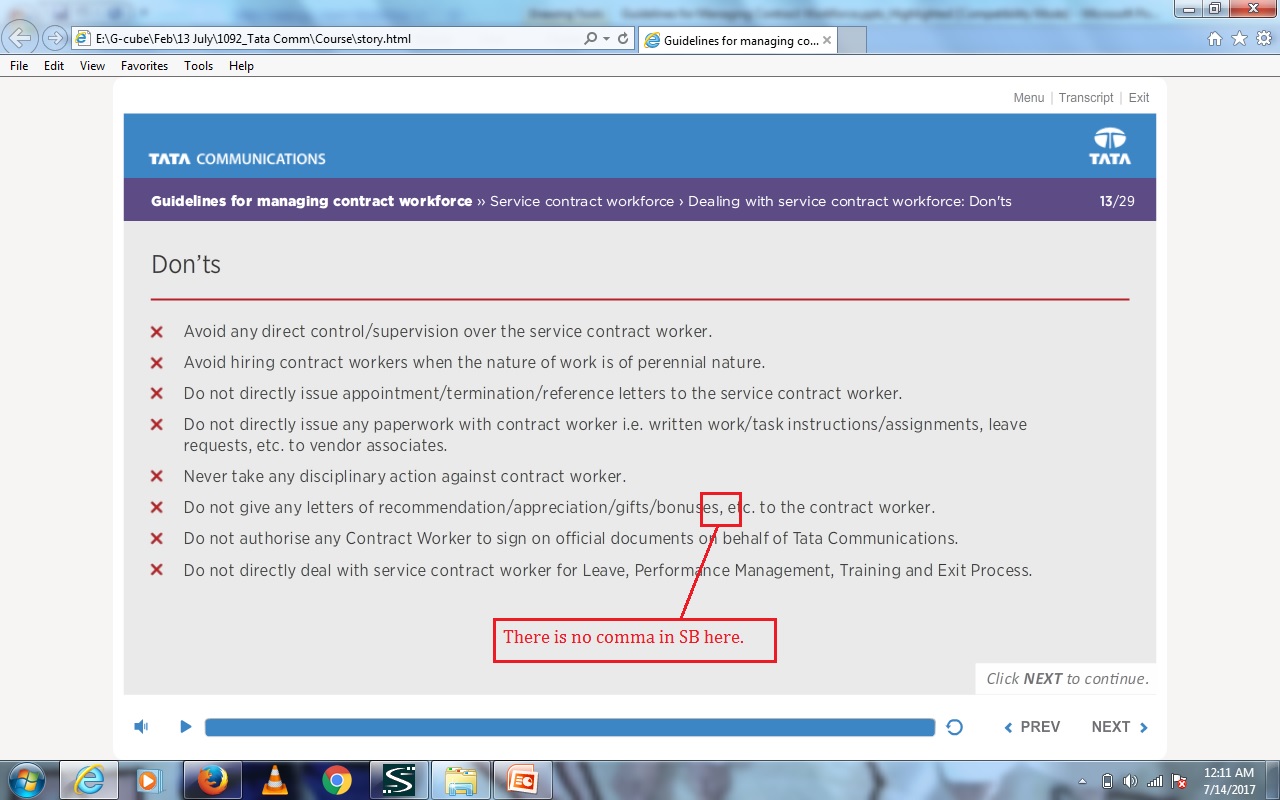 E:\G-cube\Feb\13 July\1092_Tata Comm\Course\story.html
Guidelines for managing co...
File Edit View Favorites Tools Help
Menu | Transcript | Exit
TATA COMMUNICATIONS
TATA
Guidelines for managing contract workforce » Service contract workforce › Dealing with service contract workforce: Don'ts 13/29
Don’ts
Avoid any direct control/supervision over the service contract worker.
Avoid hiring contract workers when the nature of work is of perennial nature.
Do not directly issue appointment/termination/reference letters to the service contract worker.
Do not directly issue any paperwork with contract worker i.e. written work/task instructions/assignments, leave
requests, etc. to vendor associates.
Never take any disciplinary action against contract worker.
Do not give any letters of recommendation/appreciation/gifts/bonuses, etc. to the contract worker.
Do not authorise any Contract Worker to sign on official documents on behalf of Tata Communications.
Do not directly deal with service contract worker for Leave, Performance Management, Training and Exit Process.
There is no comma in SB here.
Click NEXT to continue.
PREV NEXT
12:11 AM
7/14/2017